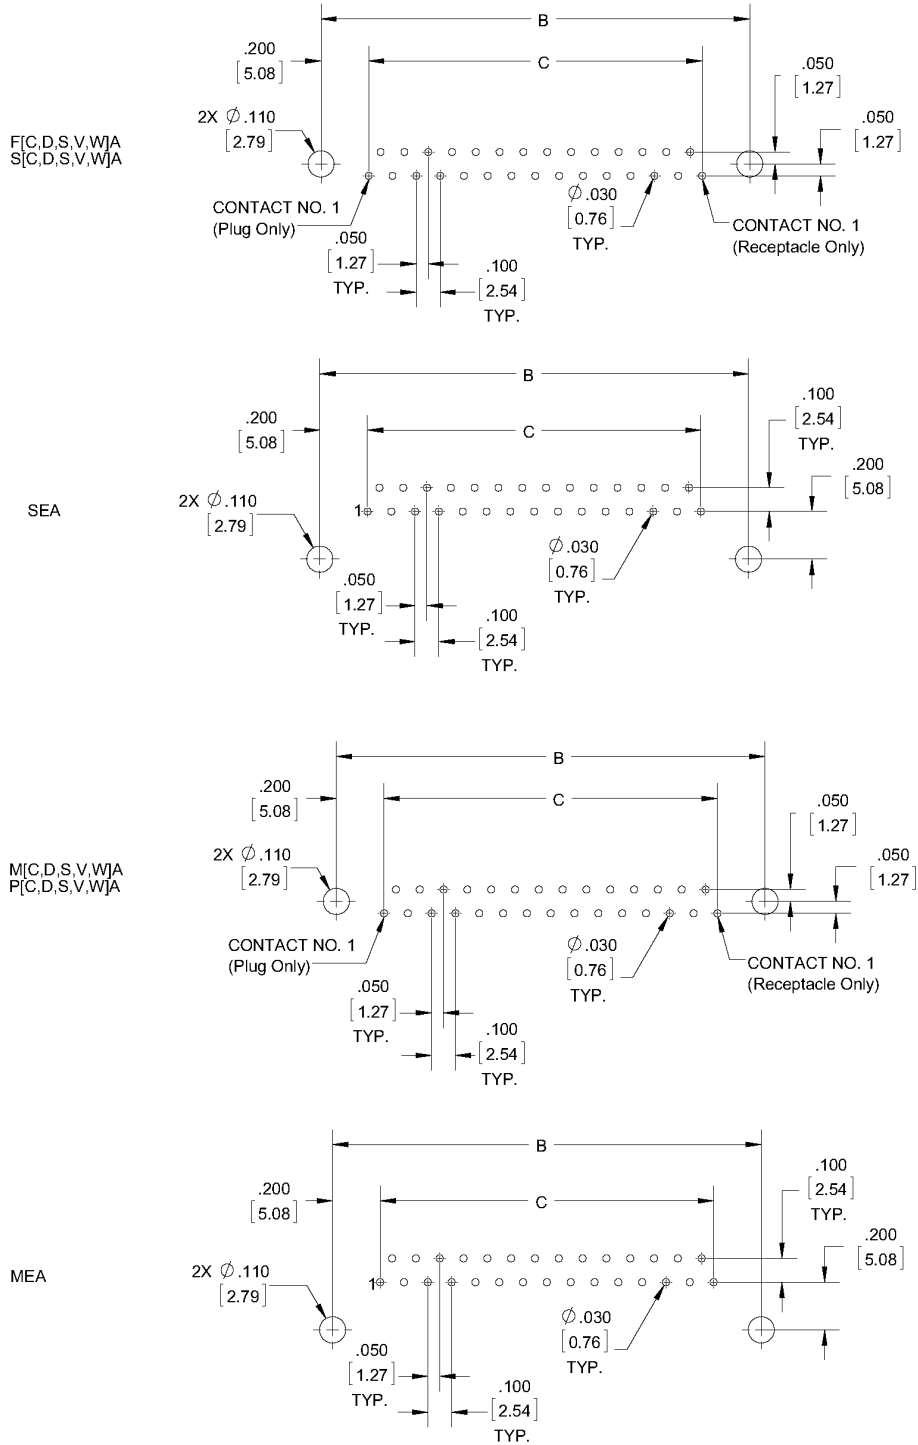 B
.200
[5.08]
C
.050
[1.27]
2X Ø.110
[2.79]
.050
[1.27]
F[C,D,S,V,W]A
S[C,D,S,V,W]A
CONTACT NO. 1
(Plug Only)
Ø.030
[0.76]
TYP.
CONTACT NO. 1
(Receptacle Only)
.050
[1.27]
TYP.
.100
[2.54]
TYP.
B
.200
[5.08]
C
.100
[2.54]
TYP.
.200
[5.08]
SEA
2X Ø.110
[2.79]
1
Ø.030
[0.76]
TYP.
.050
[1.27]
TYP.
.100
[2.54]
TYP.
B
.200
[5.08]
C
.050
[1.27]
2X Ø.110
[2.79]
.050
[1.27]
M[C,D,S,V,W]A
P[C,D,S,V,W]A
CONTACT NO. 1
(Plug Only)
Ø.030
[0.76]
TYP.
CONTACT NO. 1
(Receptacle Only)
.050
[1.27]
TYP.
.100
[2.54]
TYP.
B
.200
[5.08]
C
.100
[2.54]
TYP.
.200
[5.08]
MEA
2X Ø.110
[2.79]
1
Ø.030
[0.76]
TYP.
.050
[1.27]
TYP.
.100
[2.54]
TYP.